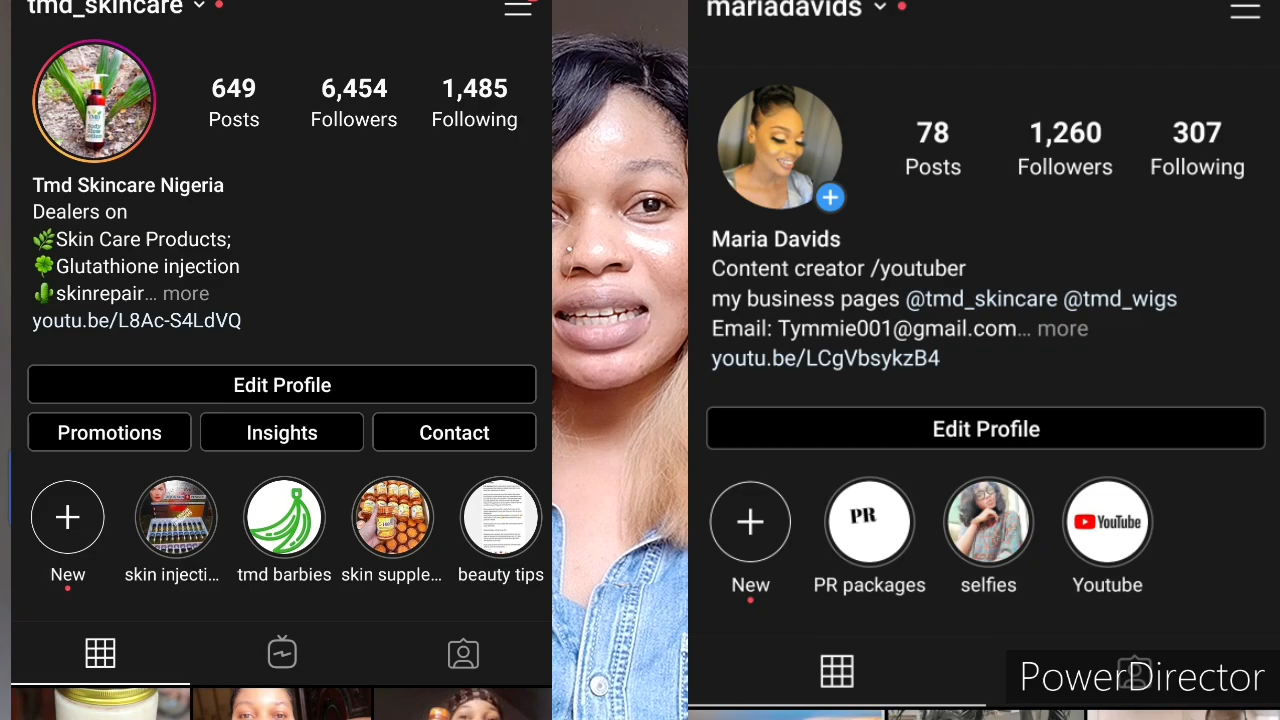 tmd_skincare
649
6,454
1,485
Posts
Followers
Following
Tmd Skincare Nigeria
Dealers on
🌿Skin Care Products;
🍀Glutathione injection
🌵skinrepair… more
youtu.be/L8Ac-S4LdVQ
Edit Profile
Promotions
Insights
Contact
New
skin injecti…
tmd barbies
skin supple…
beauty tips
mariadavids
78
1,260
307
Posts
Followers
Following
Maria Davids
Content creator /youtuber
my business pages @tmd_skincare @tmd_wigs
Email: Tymmie001@gmail.com… more
youtu.be/LCgVbsykzB4
Edit Profile
PR
YouTube
New
PR packages
selfies
Youtube
PowerDirector